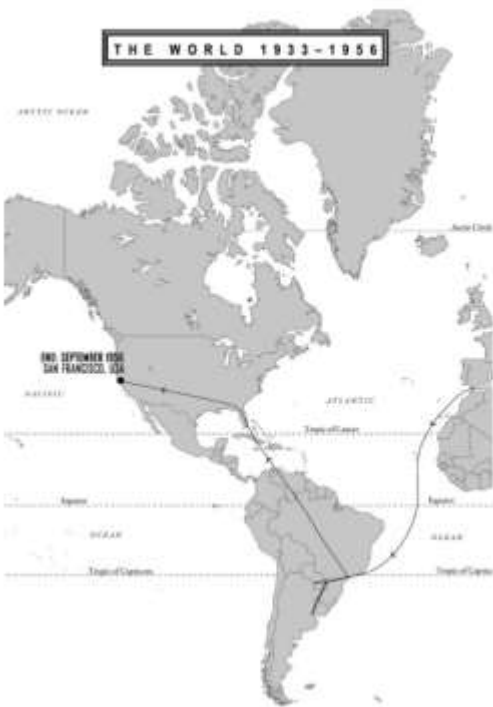 THE WORLD 1933–1956
ARCTIC OCEAN
Arctic Circle
END: SEPTEMBER 1956
SAN FRANCISCO, USA
PACIFIC
ATLANTIC
Tropic of Cancer
Equator
Equator
OCEAN
OCEAN
Tropic of Capricorn
Tropic of Capricorn